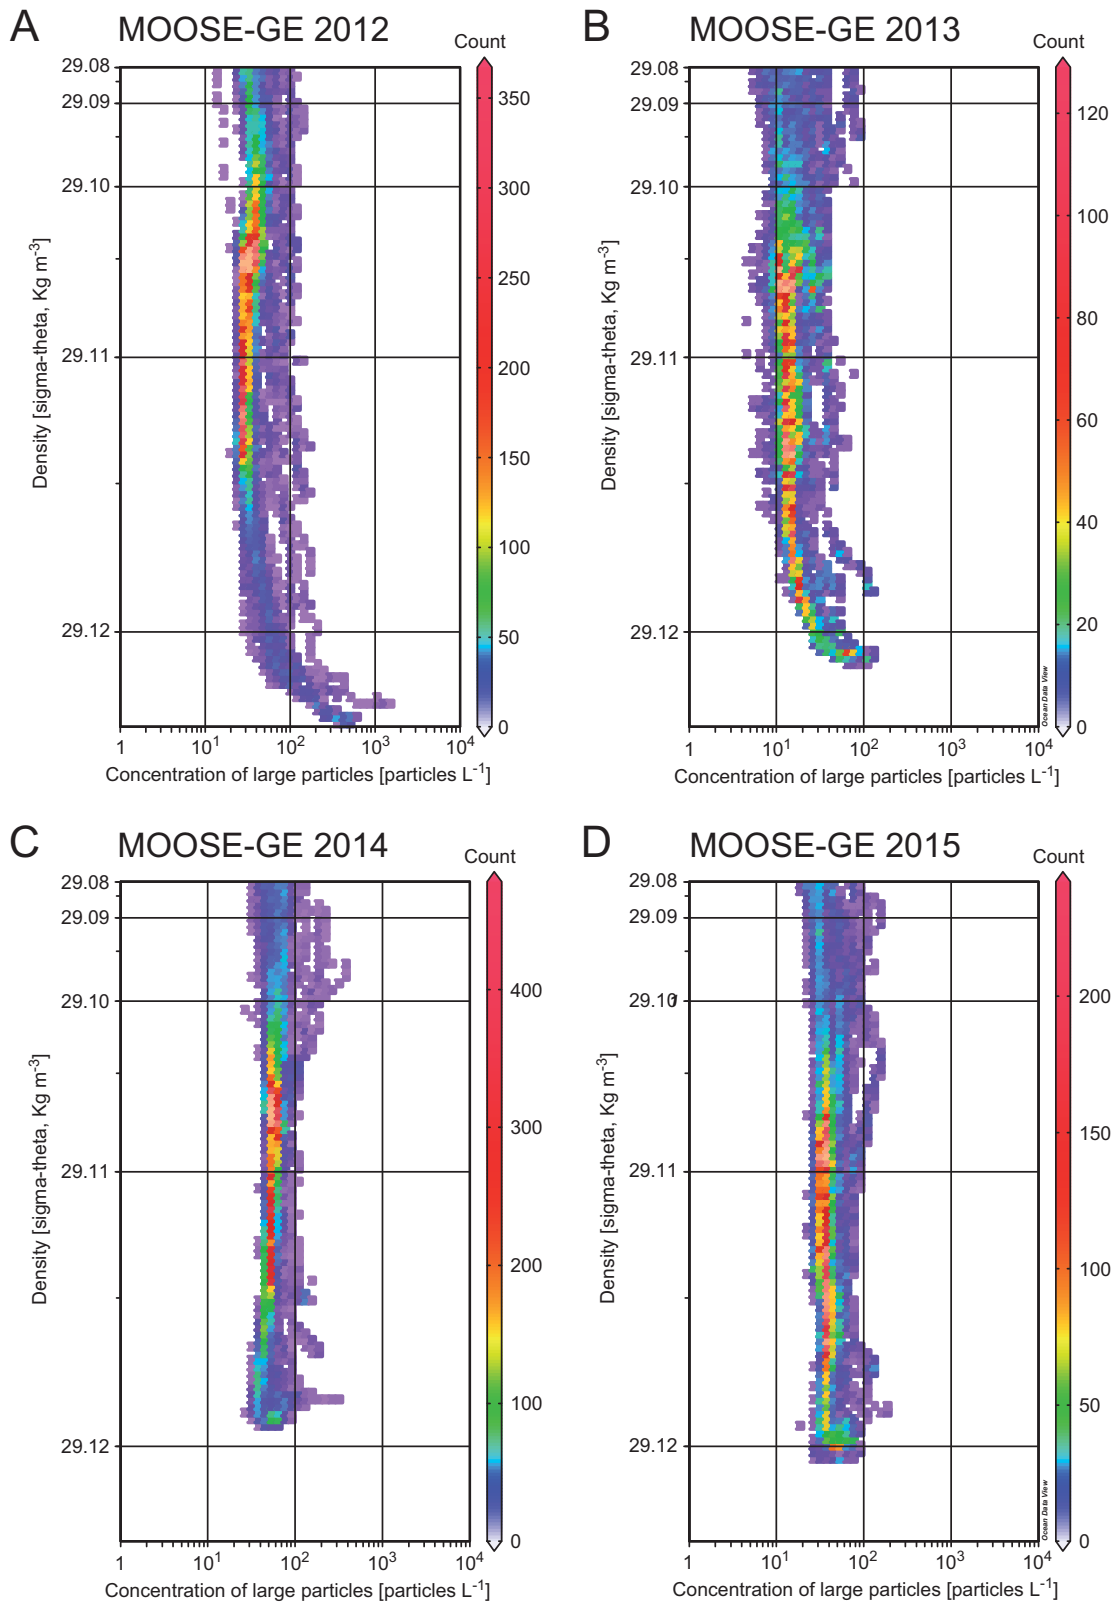 A
MOOSE-GE 2012
Count
29.08
29.09
29.10
29.11
29.12
Density [sigma-theta, Kg m-3]
1
10¹
10²
10³
10⁴
Concentration of large particles [particles L-1]
350
300
250
200
150
100
50
0
B
MOOSE-GE 2013
Count
29.08
29.09
29.10
29.11
29.12
Density [sigma-theta, Kg m-3]
1
10¹
10²
10³
10⁴
Concentration of large particles [particles L-1]
120
100
80
60
40
20
0
Ocean Data View
C
MOOSE-GE 2014
Count
29.08
29.09
29.10
29.11
29.12
Density [sigma-theta, Kg m-3]
1
10¹
10²
10³
10⁴
Concentration of large particles [particles L-1]
400
300
200
100
0
D
MOOSE-GE 2015
Count
29.08
29.09
29.10
29.11
29.12
Density [sigma-theta, Kg m-3]
1
10¹
10²
10³
10⁴
Concentration of large particles [particles L-1]
200
150
100
50
0
Ocean Data View